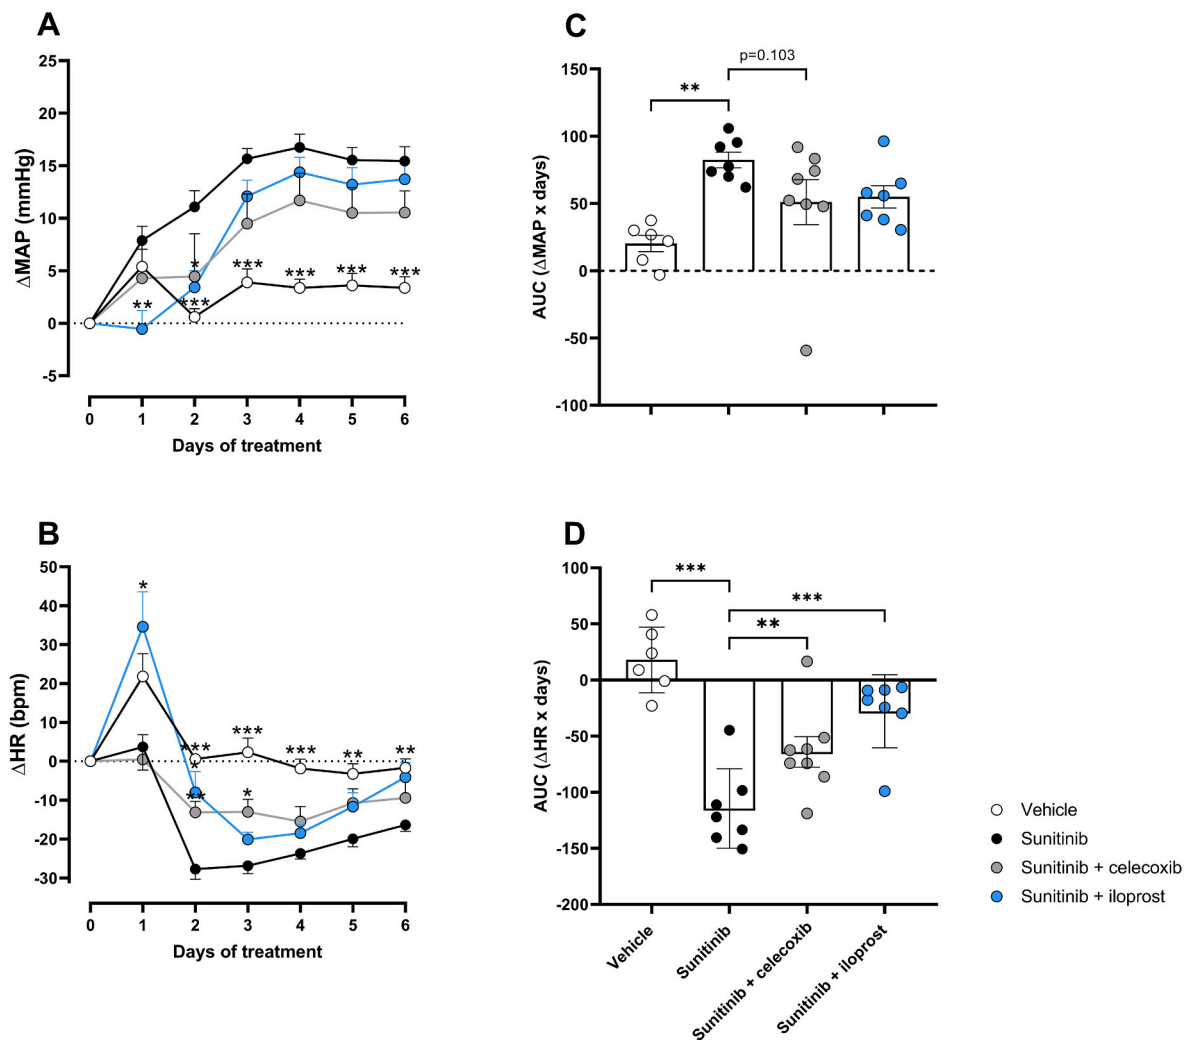 A
25
20
15
10
5
0
-5
ΔMAP (mmHg)
*
*** *** *** ***
** ***
0 1 2 3 4 5 6
Days of treatment
C
p=0.103
**
150
100
50
0
-50
-100
AUC (ΔMAP x days)
B
50
40
30
20
10
0
-10
-20
-30
ΔHR (bpm)
*
*** *** *** ** **
*
** *
0 1 2 3 4 5 6
Days of treatment
D
***
***
**
100
50
0
-50
-100
-150
-200
AUC (ΔHR x days)
Vehicle
Sunitinib
Sunitinib + celecoxib
Sunitinib + iloprost
Vehicle
Sunitinib
Sunitinib + celecoxib
Sunitinib + iloprost